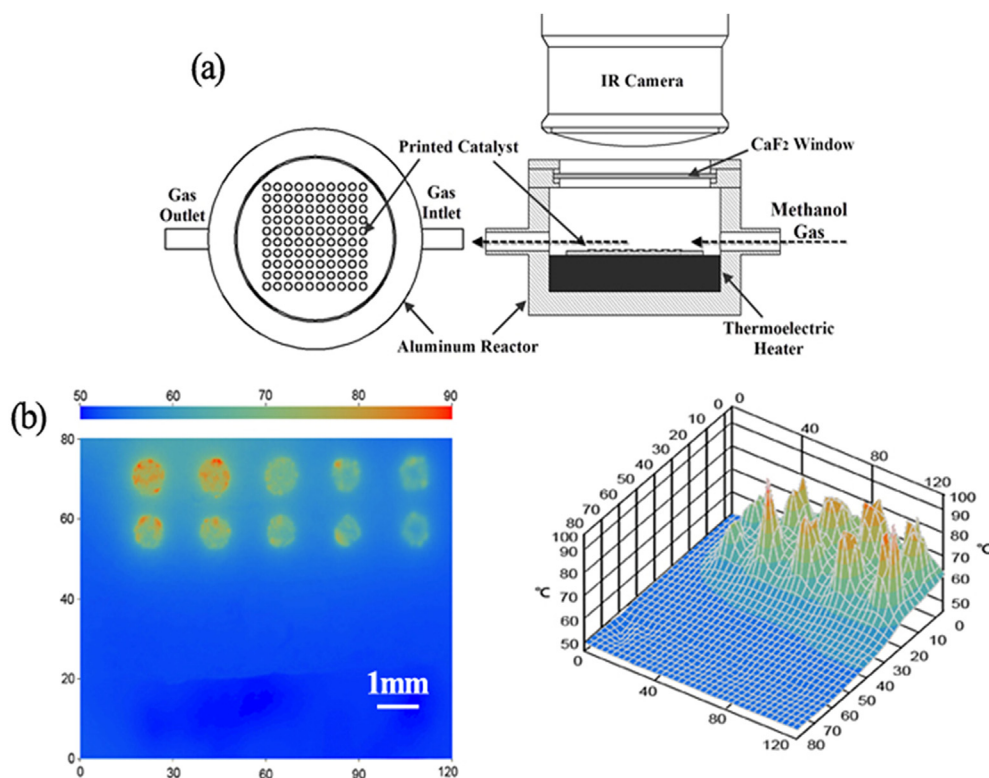 (a)
IR Camera
Printed Catalyst
CaF2 Window
Gas
Outlet
Gas
Intlet
Methanol
Gas
Aluminum Reactor
Thermoelectric
Heater
(b)
50 60 70 80 90
80
60
40
20
0
0 30 60 90 120
1mm
0
10
20
30
40
50
60
70
80
0
40
80
120
100
90
80
70
60
50
°C
100
90
80
70
60
50
°C
0
40
80
120
0
10
20
30
40
50
60
70
80